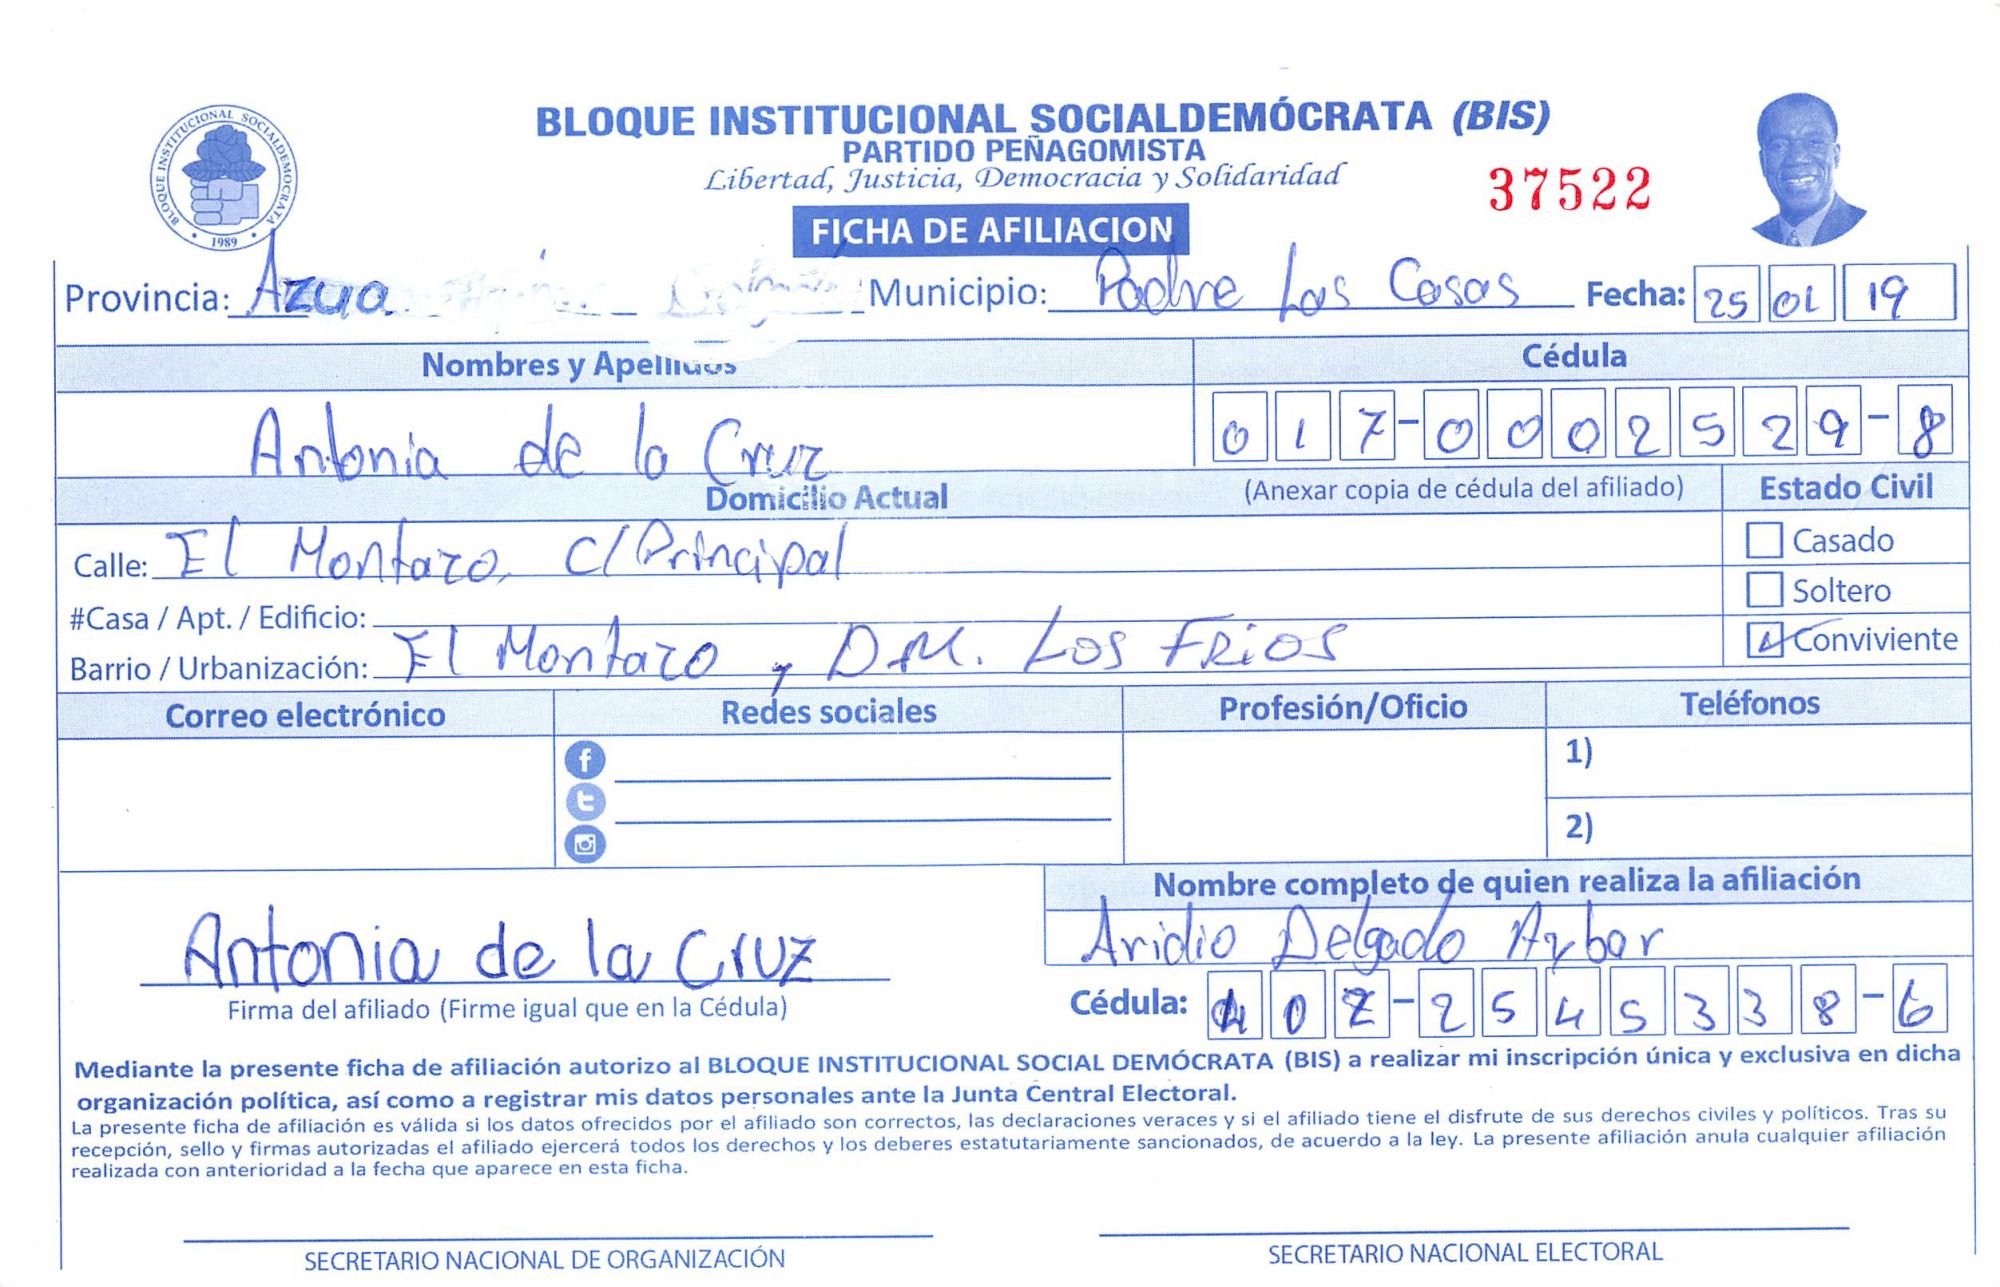 BLOQUE INSTITUCIONAL SOCIALDEMOCRATA
1989
BLOQUE INSTITUCIONAL SOCIALDEMÓCRATA (BIS)
PARTIDO PEÑAGOMISTA
Libertad, Justicia, Democracia y Solidaridad
37522
FICHA DE AFILIACION
Provincia: Azua Municipio: Padre Las Casas Fecha: 25 01 19
Nombres y Apellidos Cédula
Antonia de la Cruz 017-0002529-8
Domicilio Actual (Anexar copia de cédula del afiliado) Estado Civil
Calle: El Montazo, C/Principal Casado
#Casa / Apt. / Edificio: Soltero
Barrio / Urbanización: El Montazo, D.M. Los Frios Conviviente
Correo electrónico Redes sociales Profesión/Oficio Teléfonos
1)
2)
Nombre completo de quien realiza la afiliación
Antonia de la Cruz Aridio Delgado Aybar
Firma del afiliado (Firme igual que en la Cédula) Cédula: 402-2545338-6
Mediante la presente ficha de afiliación autorizo al BLOQUE INSTITUCIONAL SOCIAL DEMÓCRATA (BIS) a realizar mi inscripción única y exclusiva en dicha
organización política, así como a registrar mis datos personales ante la Junta Central Electoral.
La presente ficha de afiliación es válida si los datos ofrecidos por el afiliado son correctos, las declaraciones veraces y si el afiliado tiene el disfrute de sus derechos civiles y políticos. Tras su
recepción, sello y firmas autorizadas el afiliado ejercerá todos los derechos y los deberes estatutariamente sancionados, de acuerdo a la ley. La presente afiliación anula cualquier afiliación
realizada con anterioridad a la fecha que aparece en esta ficha.
SECRETARIO NACIONAL DE ORGANIZACIÓN SECRETARIO NACIONAL ELECTORAL